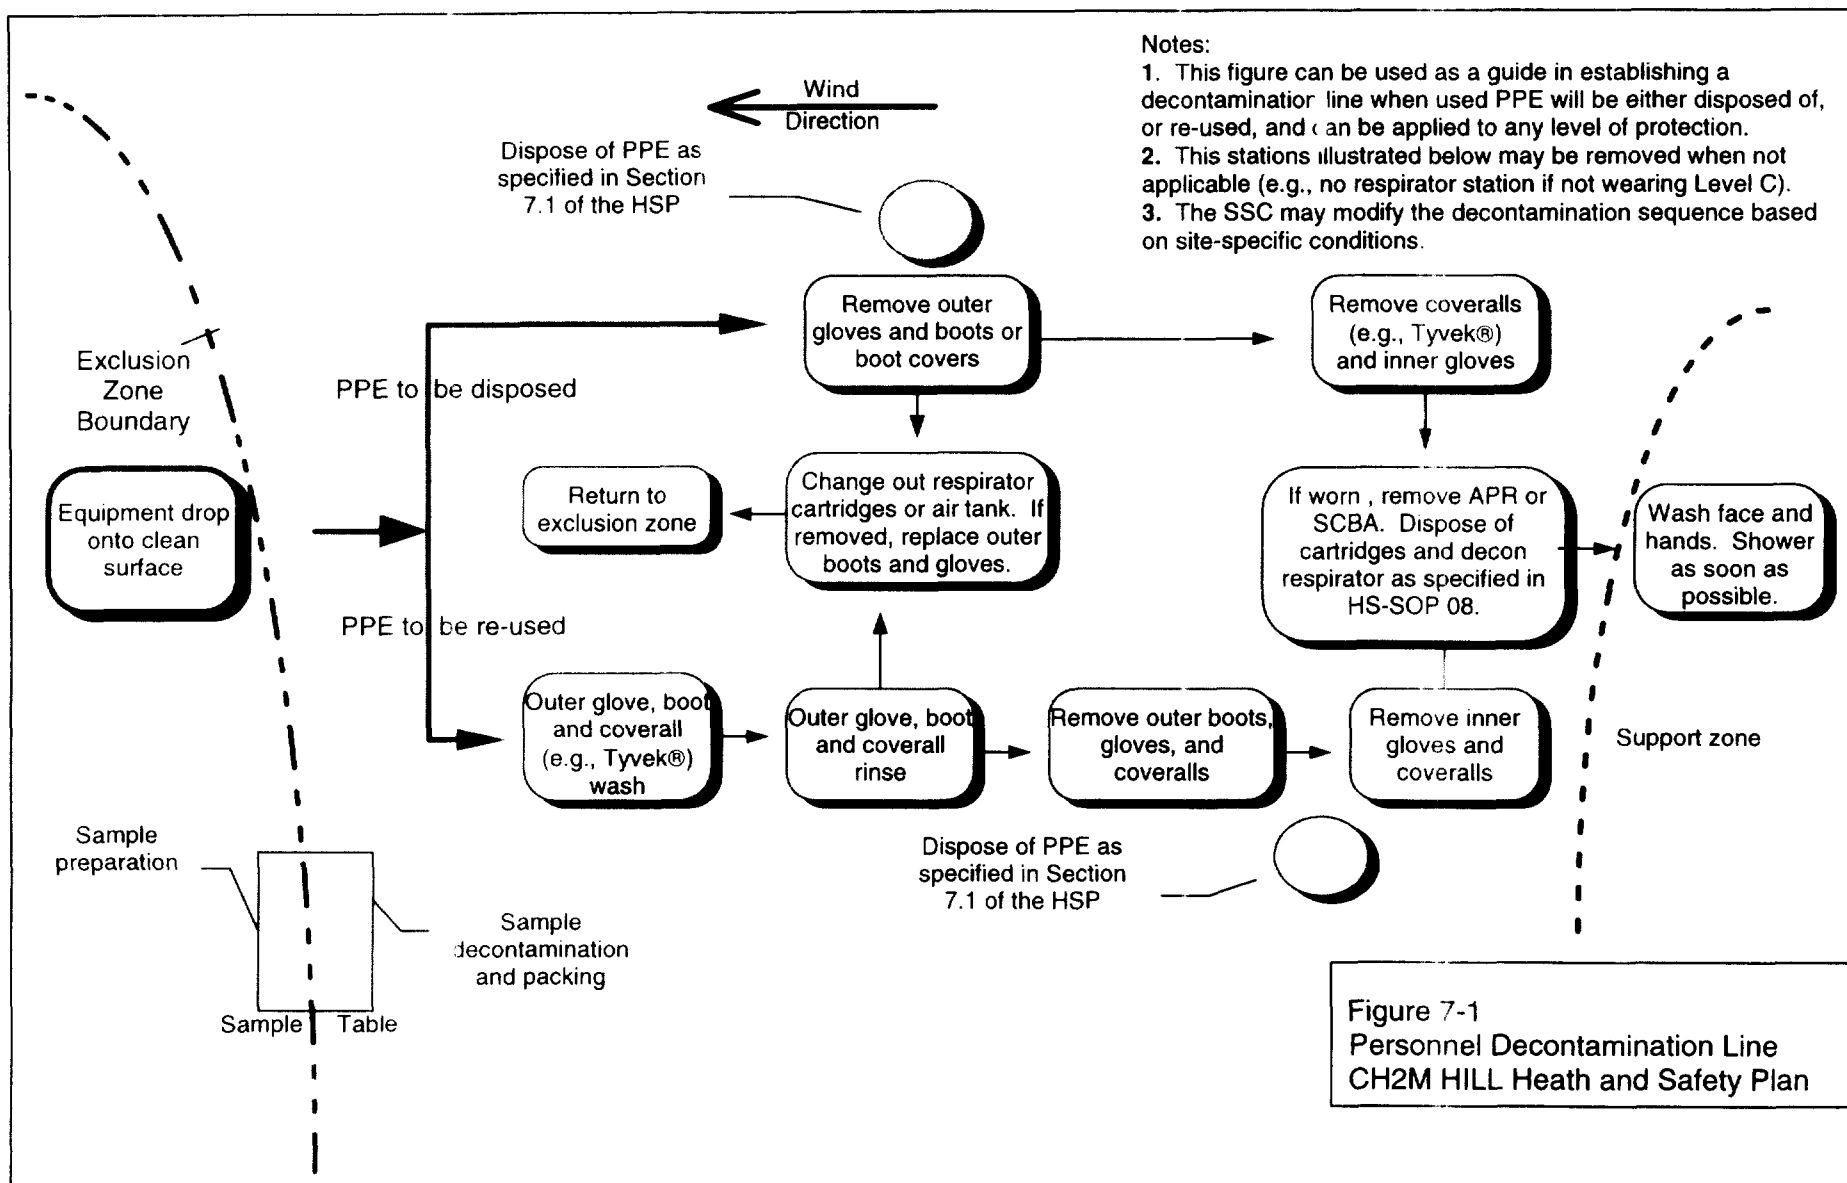 Notes:
1. This figure can be used as a guide in establishing a
decontamination line when used PPE will be either disposed of,
or re-used, and can be applied to any level of protection.
2. This stations illustrated below may be removed when not
applicable (e.g., no respirator station if not wearing Level C).
3. The SSC may modify the decontamination sequence based
on site-specific conditions.
Wind
Direction
Dispose of PPE as
specified in Section
7.1 of the HSP
Remove outer
gloves and boots or
boot covers
Remove coveralls
(e.g., Tyvek®)
and inner gloves
Exclusion
Zone
Boundary
PPE to be disposed
Equipment drop
onto clean
surface
Return to
exclusion zone
Change out respirator
cartridges or air tank. If
removed, replace outer
boots and gloves.
If worn , remove APR or
SCBA. Dispose of
cartridges and decon
respirator as specified in
HS-SOP 08.
Wash face and
hands. Shower
as soon as
possible.
PPE to be re-used
Outer glove, boot
and coverall
(e.g., Tyvek®)
wash
Outer glove, boot
and coverall
rinse
Remove outer boots,
gloves, and
coveralls
Remove inner
gloves and
coveralls
Support zone
Sample
preparation
Sample
decontamination
and packing
Sample Table
Dispose of PPE as
specified in Section
7.1 of the HSP
Figure 7-1
Personnel Decontamination Line
CH2M HILL Heath and Safety Plan